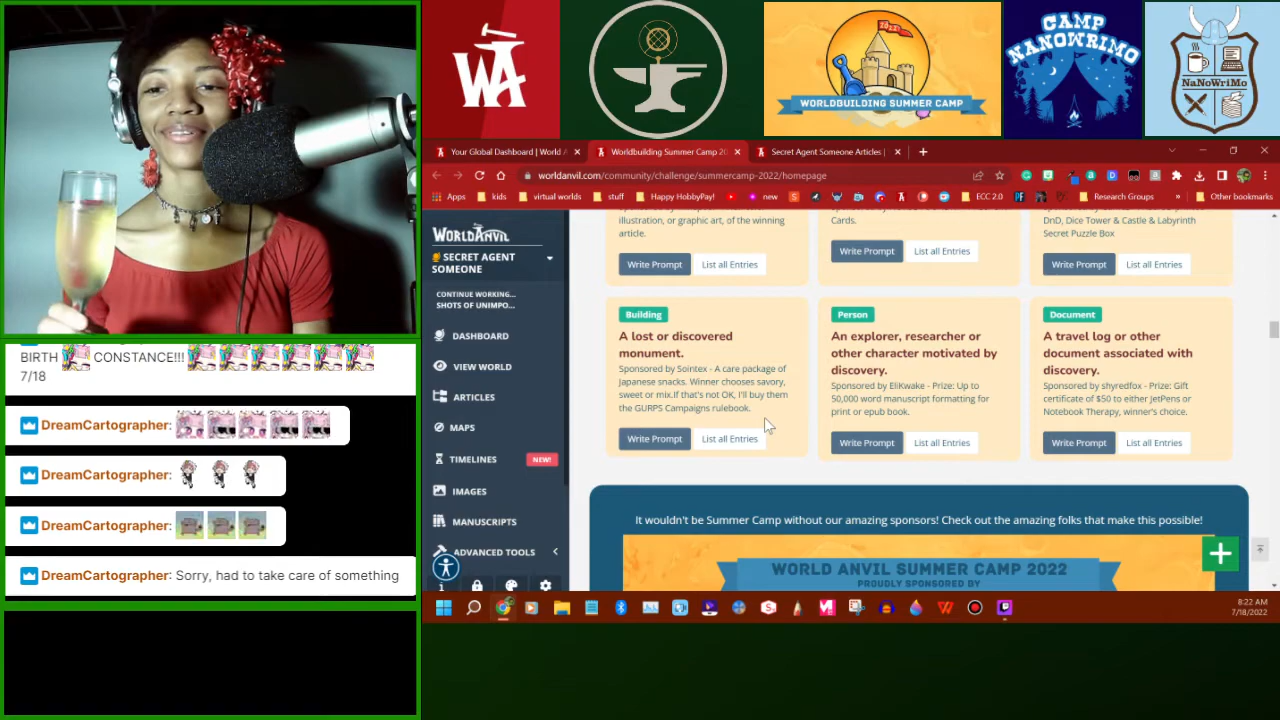 WA
2022
WORLDBUILDING SUMMER CAMP
CAMP
NANOWRIMO
NaNoWriMo
Your Global Dashboard | World A
Worldbuilding Summer Camp 20
Secret Agent Someone Articles |
worldanvil.com/community/challenge/summercamp-2022/homepage
Apps
kids
virtual worlds
stuff
Happy HobbyPay!
new
ECC 2.0
Research Groups
»
Other bookmarks
WORLDANVIL
SECRET AGENT
SOMEONE
CONTINUE WORKING...
SHOTS OF UNIMPO...
DASHBOARD
VIEW WORLD
ARTICLES
MAPS
TIMELINES
NEW!
IMAGES
MANUSCRIPTS
ADVANCED TOOLS
illustration, or graphic art, of the winning
article.
Write Prompt
List all Entries
Cards.
Write Prompt
List all Entries
DnD, Dice Tower & Castle & Labyrinth
Secret Puzzle Box
Write Prompt
List all Entries
Building
A lost or discovered
monument.
Sponsored by Sointex - A care package of
Japanese snacks. Winner chooses savory,
sweet or mix.If that's not OK, I'll buy them
the GURPS Campaigns rulebook.
Write Prompt
List all Entries
Person
An explorer, researcher or
other character motivated by
discovery.
Sponsored by EliKwake - Prize: Up to
50,000 word manuscript formatting for
print or epub book.
Write Prompt
List all Entries
Document
A travel log or other
document associated with
discovery.
Sponsored by shyredfox - Prize: Gift
certificate of $50 to either JetPens or
Notebook Therapy, winner's choice.
Write Prompt
List all Entries
It wouldn't be Summer Camp without our amazing sponsors! Check out the amazing folks that make this possible!
WORLD ANVIL SUMMER CAMP 2022
PROUDLY SPONSORED BY
8:22 AM
7/18/2022
BIRTH CONSTANCE!!!
7/18
DreamCartographer:
DreamCartographer:
DreamCartographer:
DreamCartographer: Sorry, had to take care of something